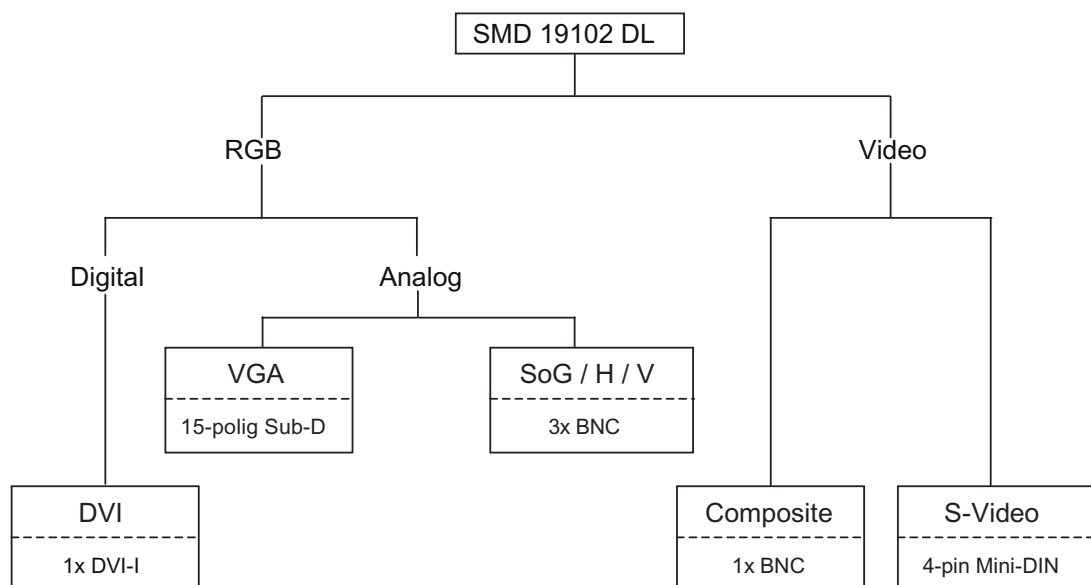 SMD 19102 DL
RGB
Video
Digital
Analog
VGA
15-polig Sub-D
SoG / H / V
3x BNC
DVI
1x DVI-I
Composite
1x BNC
S-Video
4-pin Mini-DIN